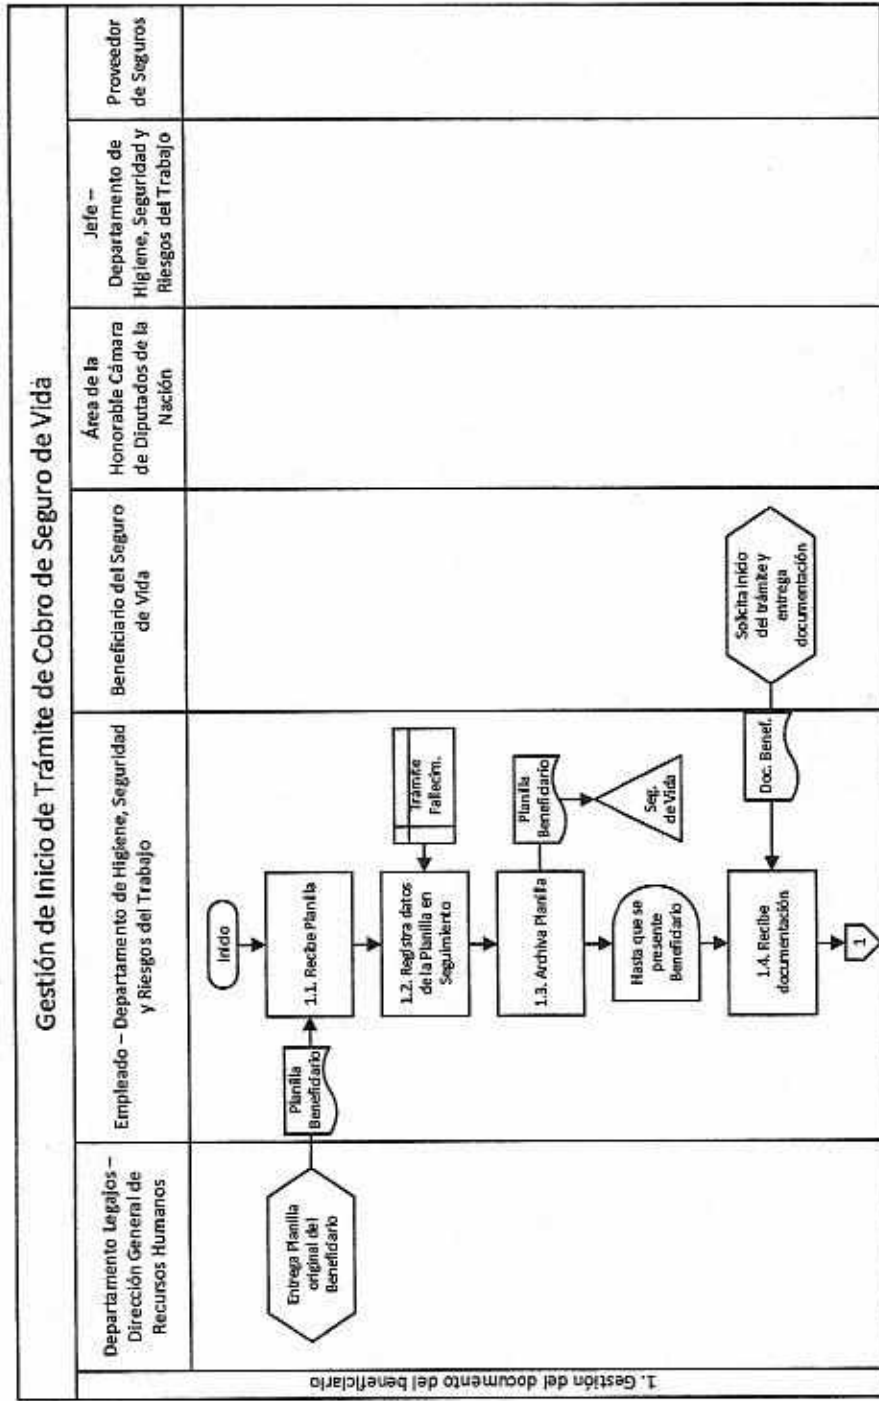 Gestión de Inicio de Trámite de Cobro de Seguro de Vida
Departamento Legajos –
Dirección General de
Recursos Humanos
Empleado – Departamento de Higiene, Seguridad
y Riesgos del Trabajo
Beneficiario del Seguro
de Vida
Área de la
Honorable Cámara
de Diputados de la
Nación
Jefe –
Departamento de
Higiene, Seguridad y
Riesgos del Trabajo
Proveedor
de Seguros
1. Gestión del documento del beneficiario
Inicio
Entrega Planilla
original del
Beneficiario
Planilla
Beneficiario
1.1. Recibe Planilla
1.2. Registra datos
de la Planilla en
Seguimiento
Trámite
Fallecim.
1.3. Archiva Planilla
Planilla
Beneficiario
Seg.
de Vida
Hasta que se
presente
Beneficiario
1.4. Recibe
documentación
Doc. Benef.
Solicita inicio
del trámite y
entrega
documentación
1